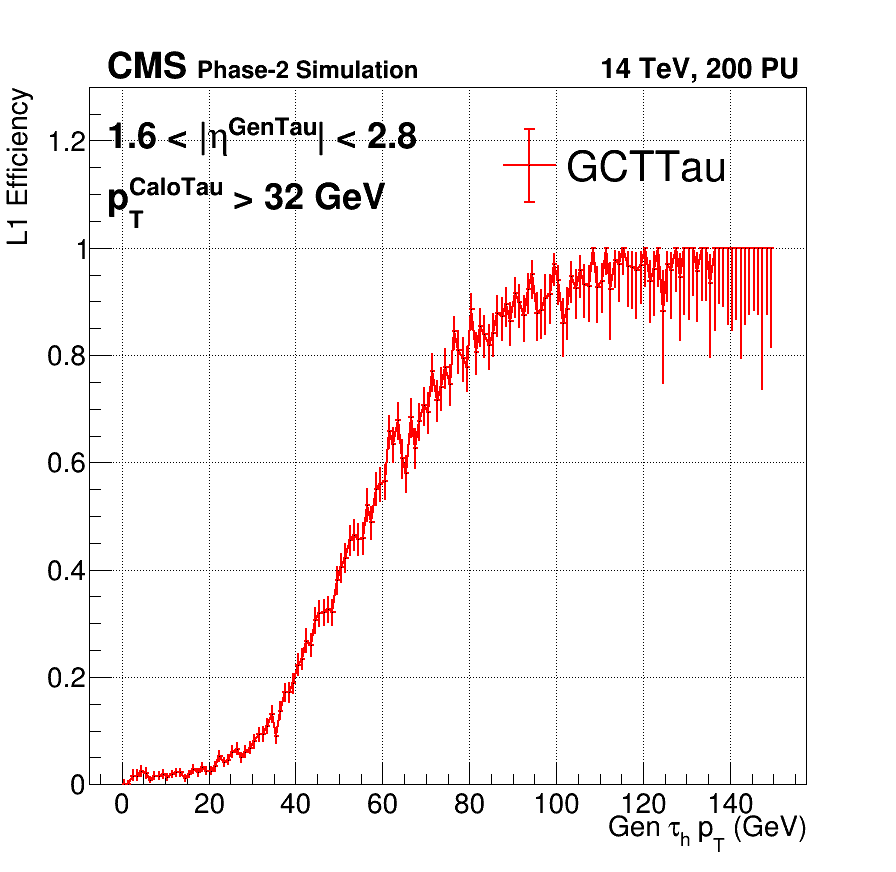 CMS Phase-2 Simulation 14 TeV, 200 PU
L1 Efficiency
1.6 < |η^GenTau| < 2.8
p_T^CaloTau > 32 GeV
GCTTau
1.2
1
0.8
0.6
0.4
0.2
0
0 20 40 60 80 100 120 140
Gen τ_h p_T (GeV)